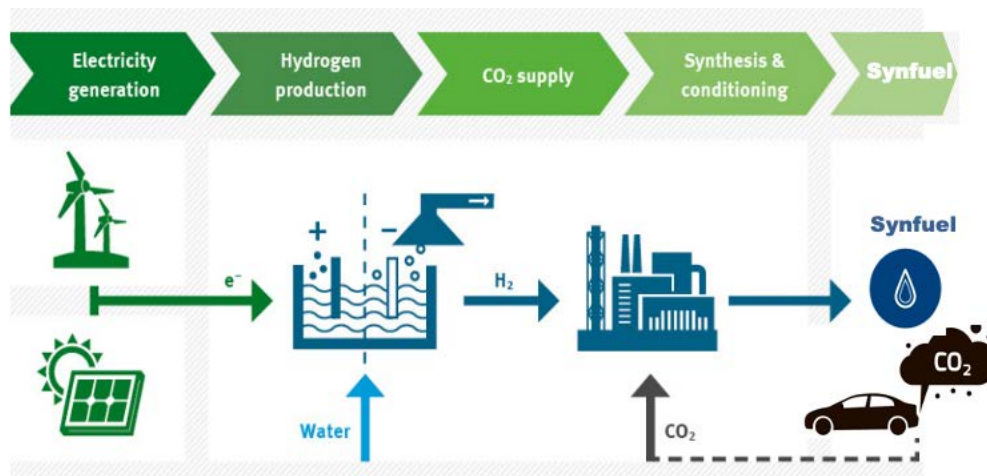 Electricity
generation
Hydrogen
production
CO₂ supply
Synthesis &
conditioning
Synfuel
+
−
Synfuel
e⁻
H₂
CO₂
Water
CO₂